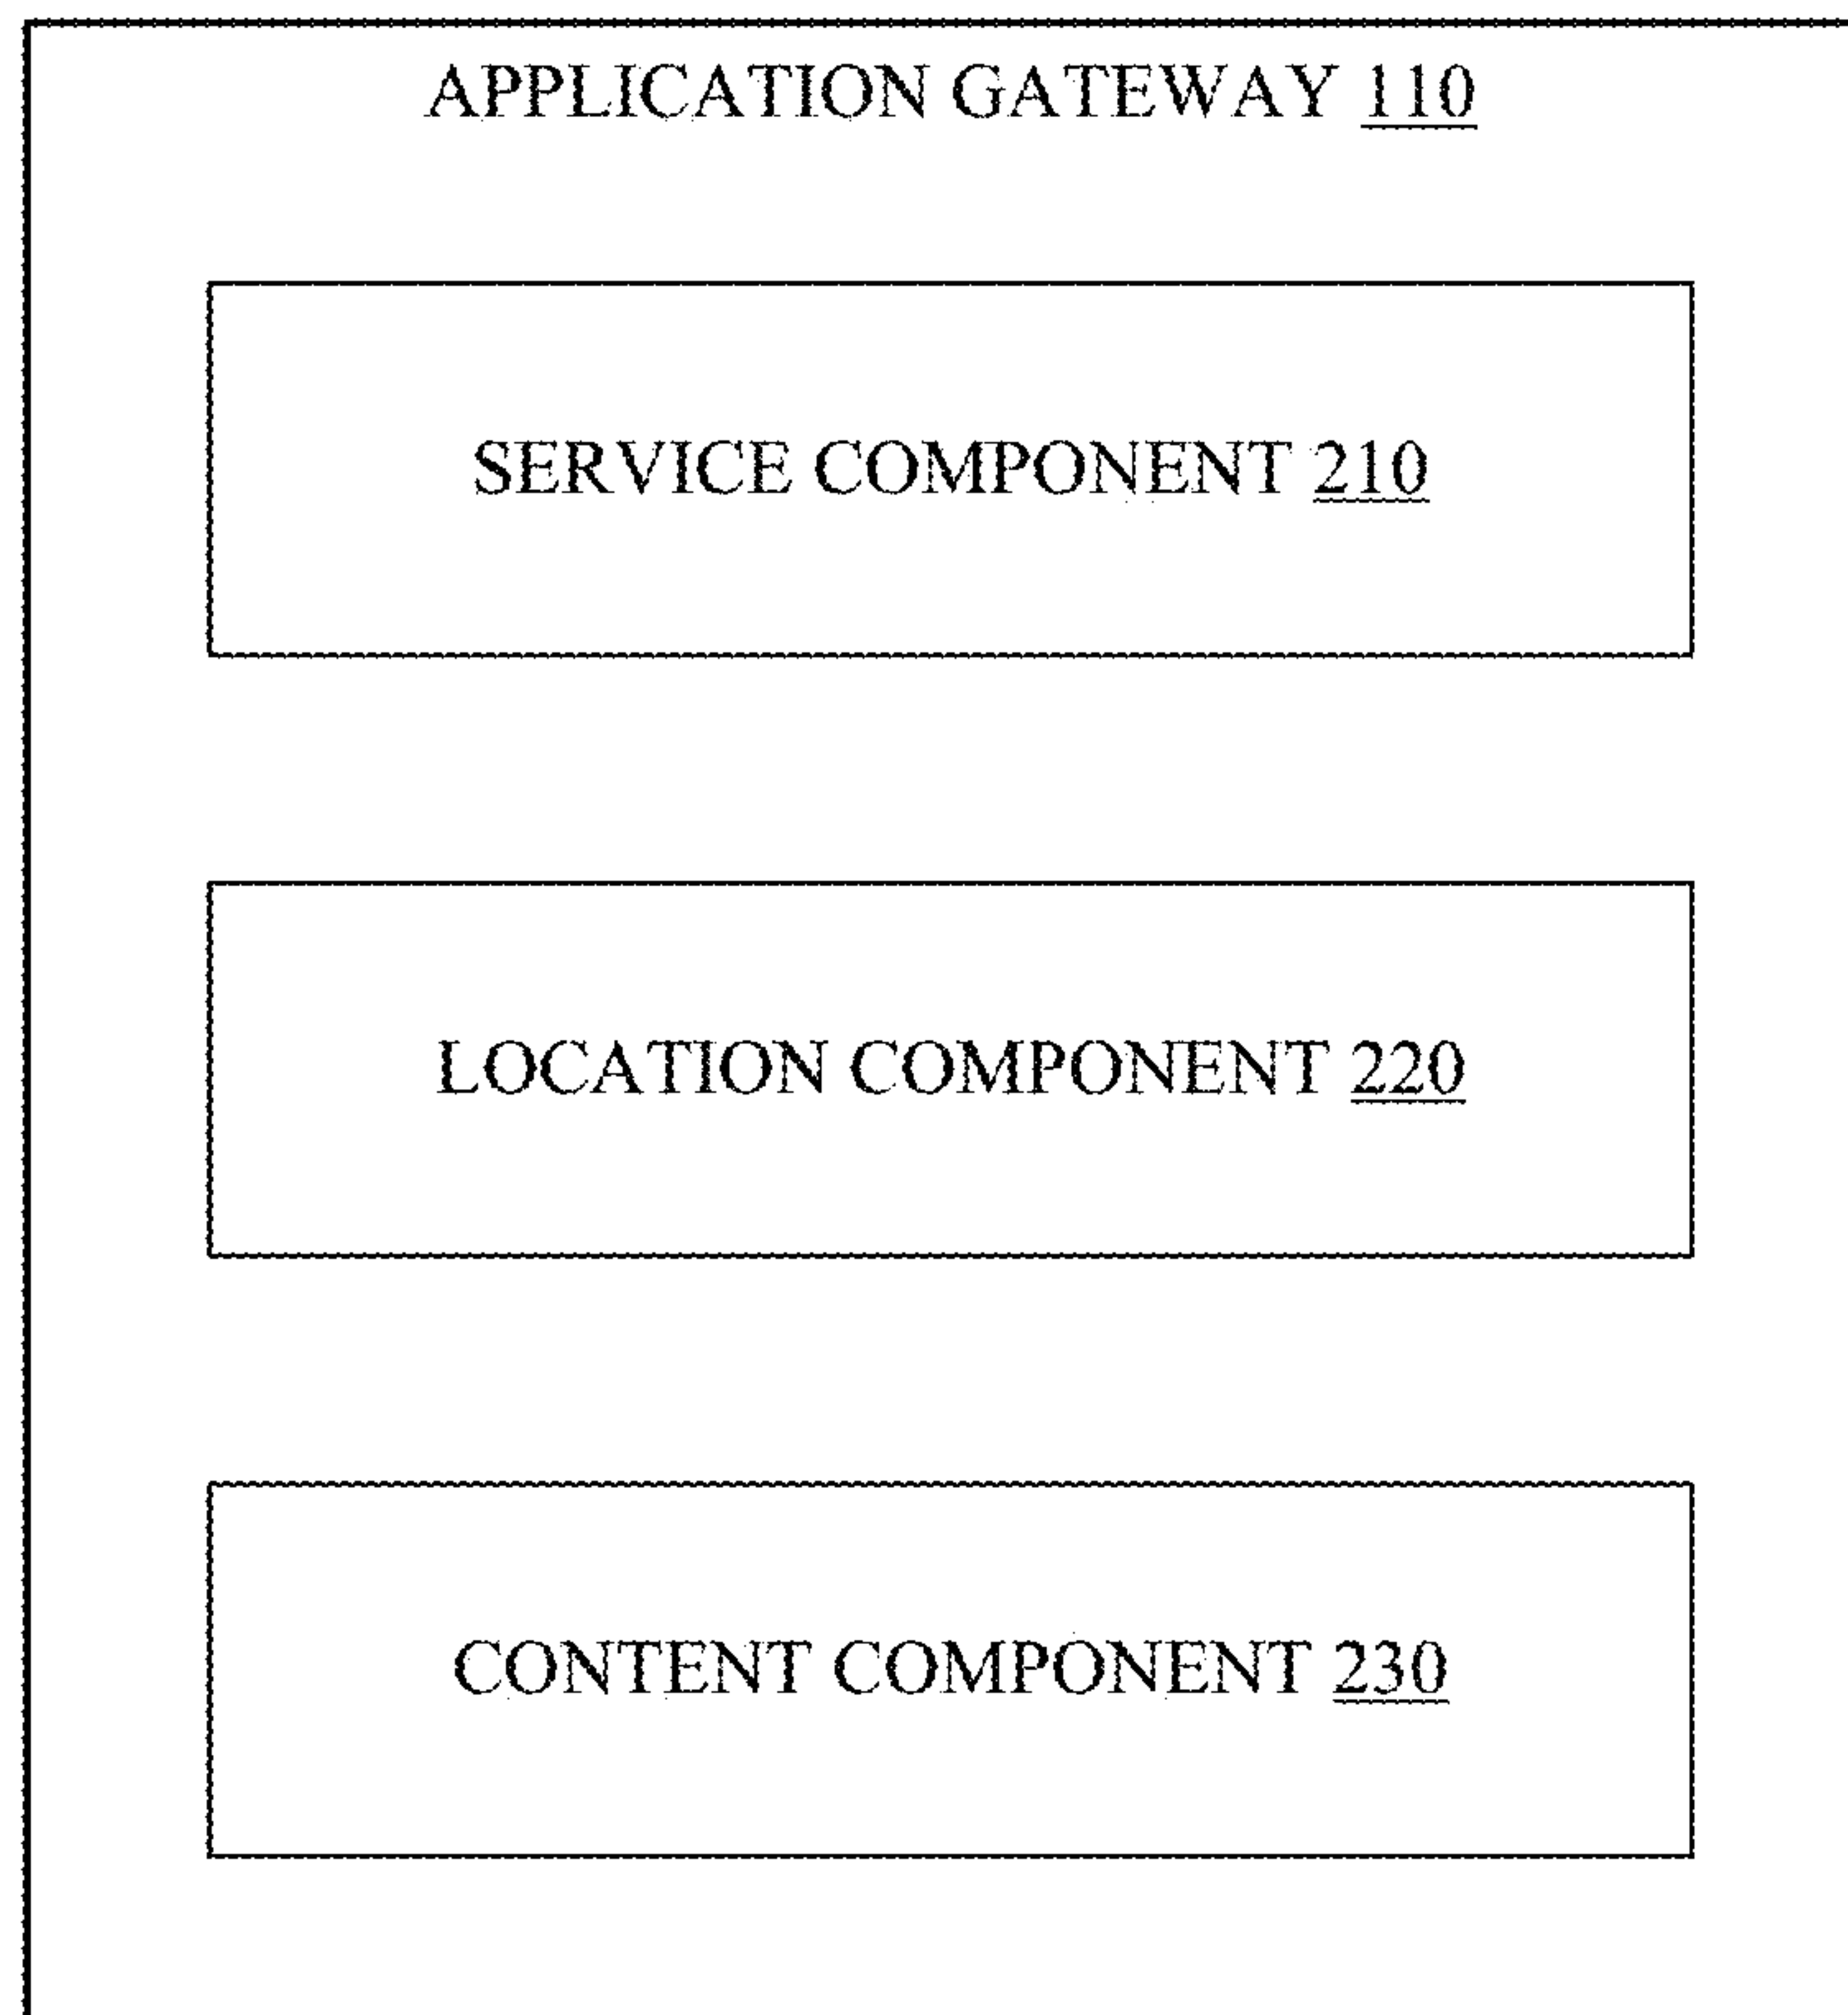 APPLICATION GATEWAY 110
SERVICE COMPONENT 210
LOCATION COMPONENT 220
CONTENT COMPONENT 230